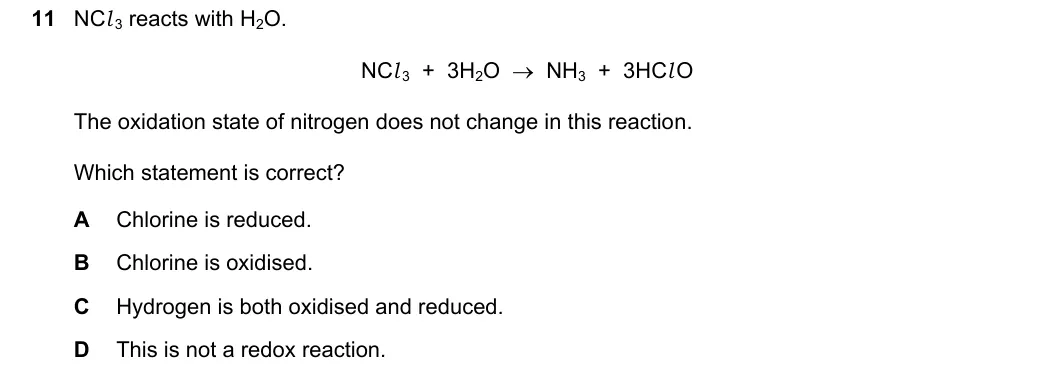 11 NCl₃ reacts with H₂O.
NCl₃ + 3H₂O → NH₃ + 3HClO
The oxidation state of nitrogen does not change in this reaction.
Which statement is correct?
A Chlorine is reduced.
B Chlorine is oxidised.
C Hydrogen is both oxidised and reduced.
D This is not a redox reaction.